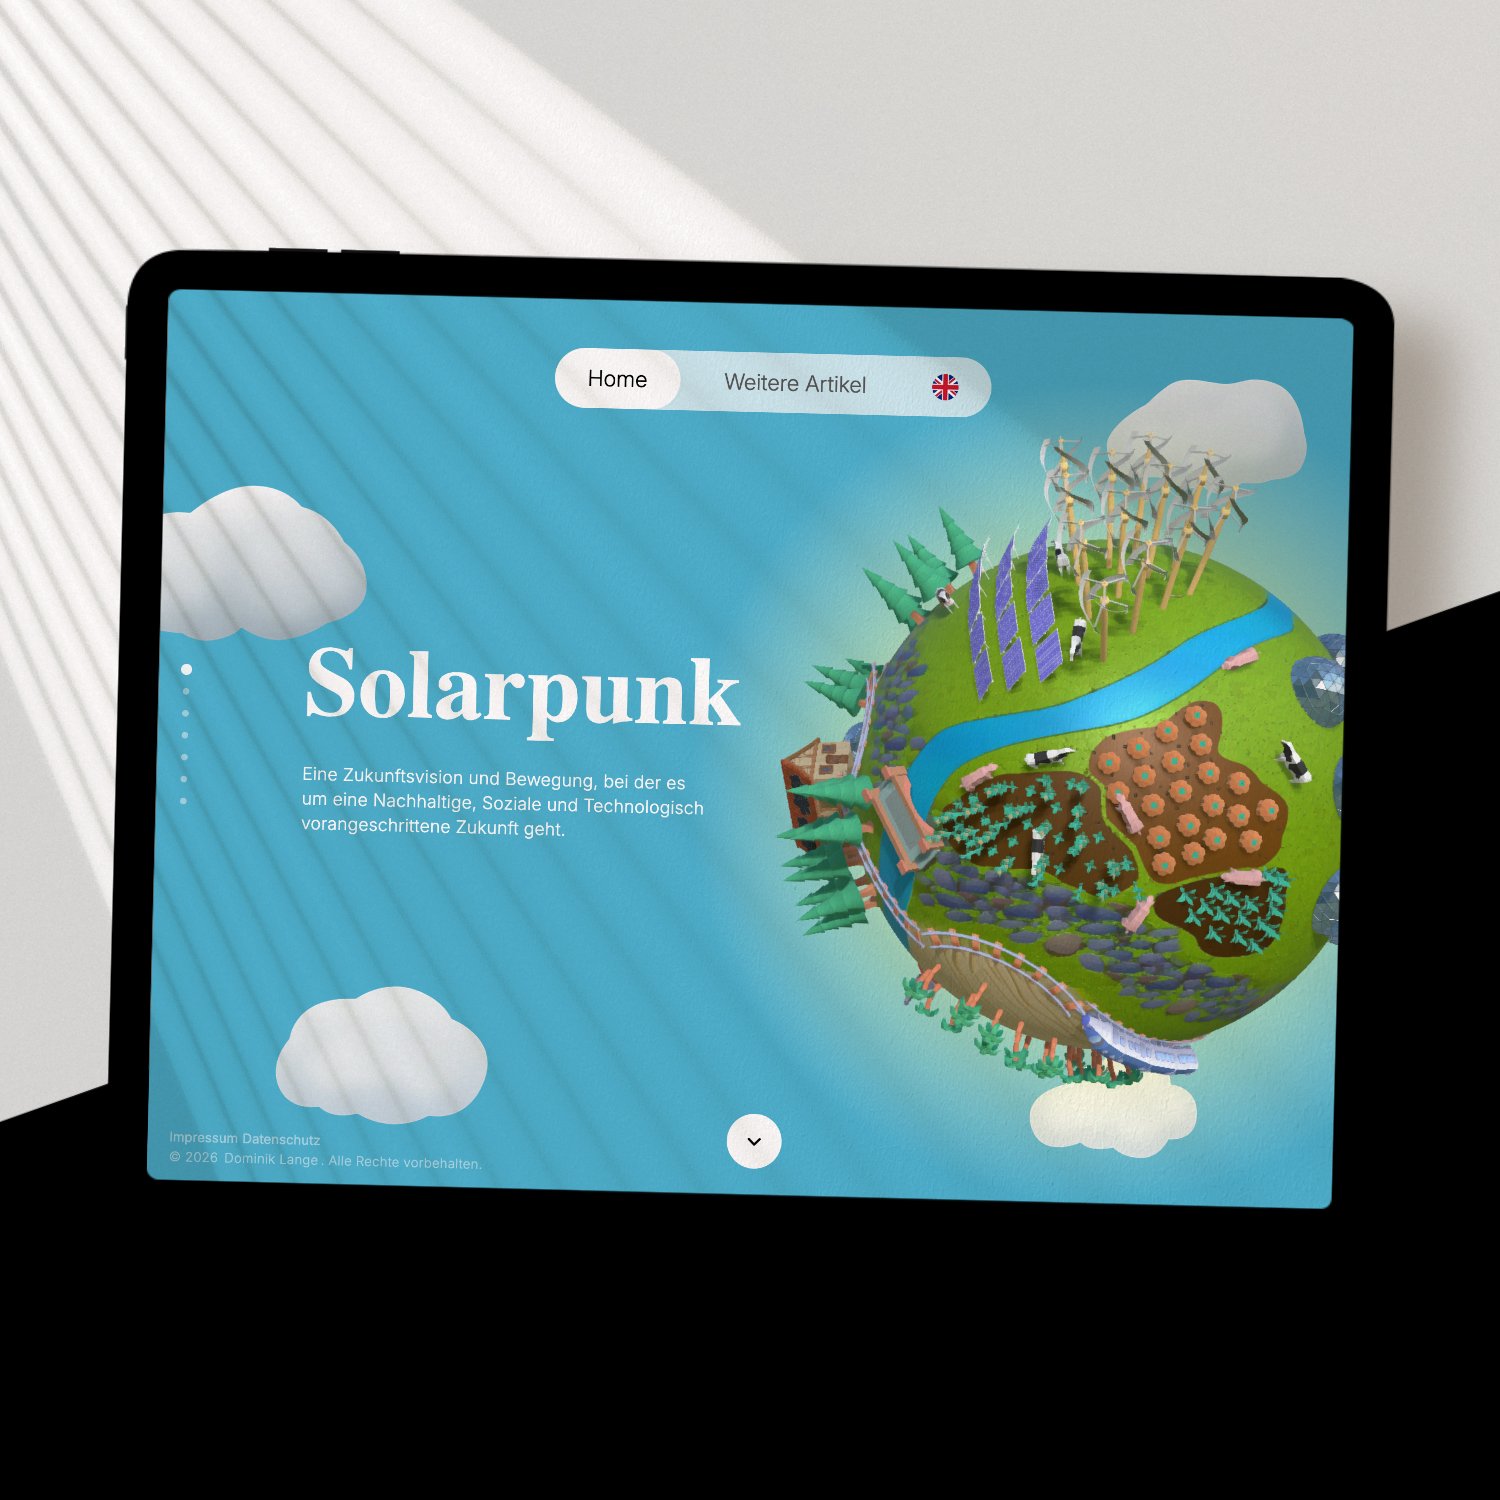 Home
Weitere Artikel
Solarpunk
Eine Zukunftsvision und Bewegung, bei der es
um eine Nachhaltige, Soziale und Technologisch
vorangeschrittene Zukunft geht.
Impressum Datenschutz
© 2026 Dominik Lange. Alle Rechte vorbehalten.